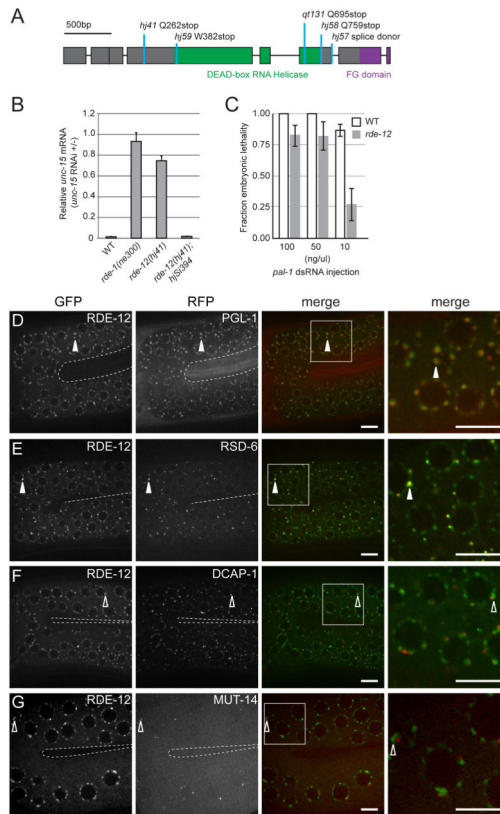 A
500bp
hj41 Q262stop
hj59 W382stop
qt131 Q695stop
hj58 Q759stop
hj57 splice donor
DEAD-box RNA Helicase
FG domain
B
Relative unc-15 mRNA
(unc-15 RNAi +/-)
1.2
1.0
0.8
0.6
0.4
0.2
0
WT
rde-1(ne300)
rde-12(hj41)
rde-12(hj41);
hjSi394
C
Fraction embryonic lethality
1.00
0.75
0.50
0.25
0
WT
rde-12
100
50
10
(ng/ul)
pal-1 dsRNA injection
GFP
RFP
merge
merge
D
RDE-12
PGL-1
E
RDE-12
RSD-6
F
RDE-12
DCAP-1
G
RDE-12
MUT-14